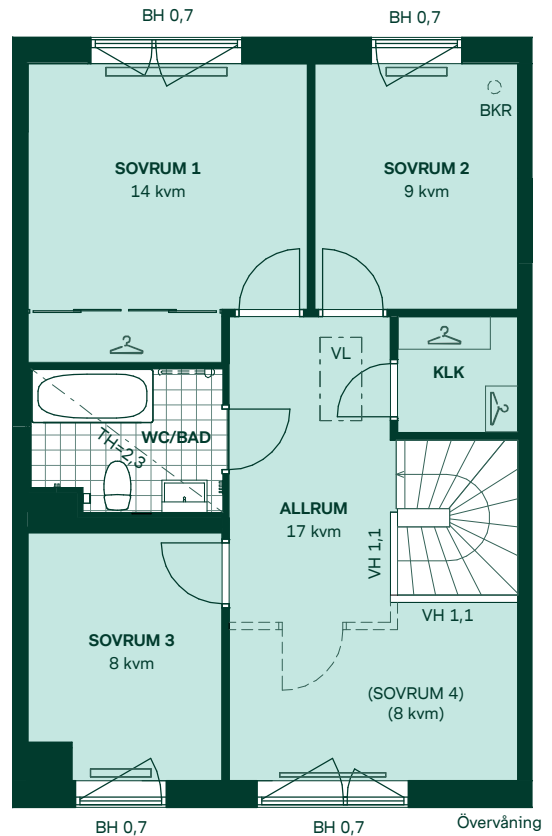 BH 0,7
BH 0,7
BKR
SOVRUM 1
14 kvm
SOVRUM 2
9 kvm
VL
KLK
WC/BAD
TH=2,3
ALLRUM
17 kvm
VH 1,1
VH 1,1
SOVRUM 3
8 kvm
(SOVRUM 4)
(8 kvm)
BH 0,7
BH 0,7
Övervåning